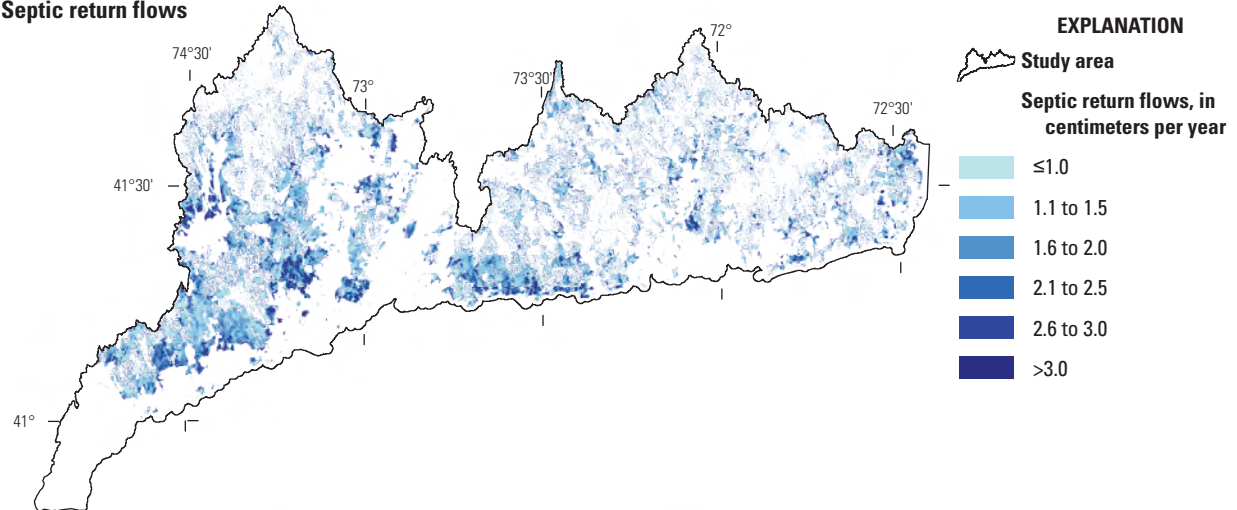 Septic return flows
74°30'
73°
73°30'
72°
72°30'
41°30'
41°
EXPLANATION
Study area
Septic return flows, in
centimeters per year
≤1.0
1.1 to 1.5
1.6 to 2.0
2.1 to 2.5
2.6 to 3.0
>3.0